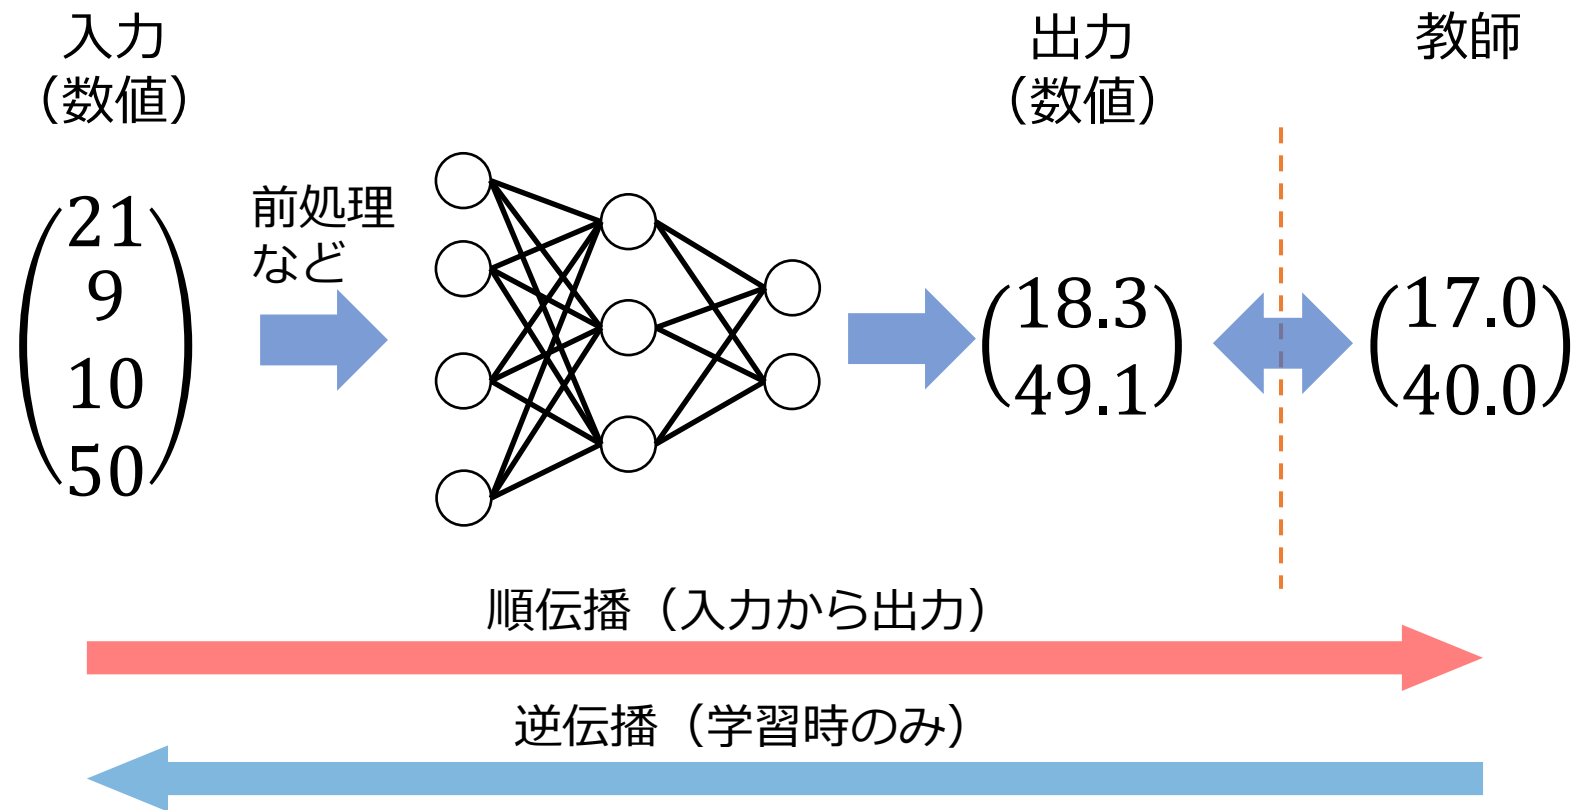 入力
（数値）
出力
（数値）
教師
前処理
など
21
9
10
50
18.3
49.1
17.0
40.0
順伝播（入力から出力）
逆伝播（学習時のみ）